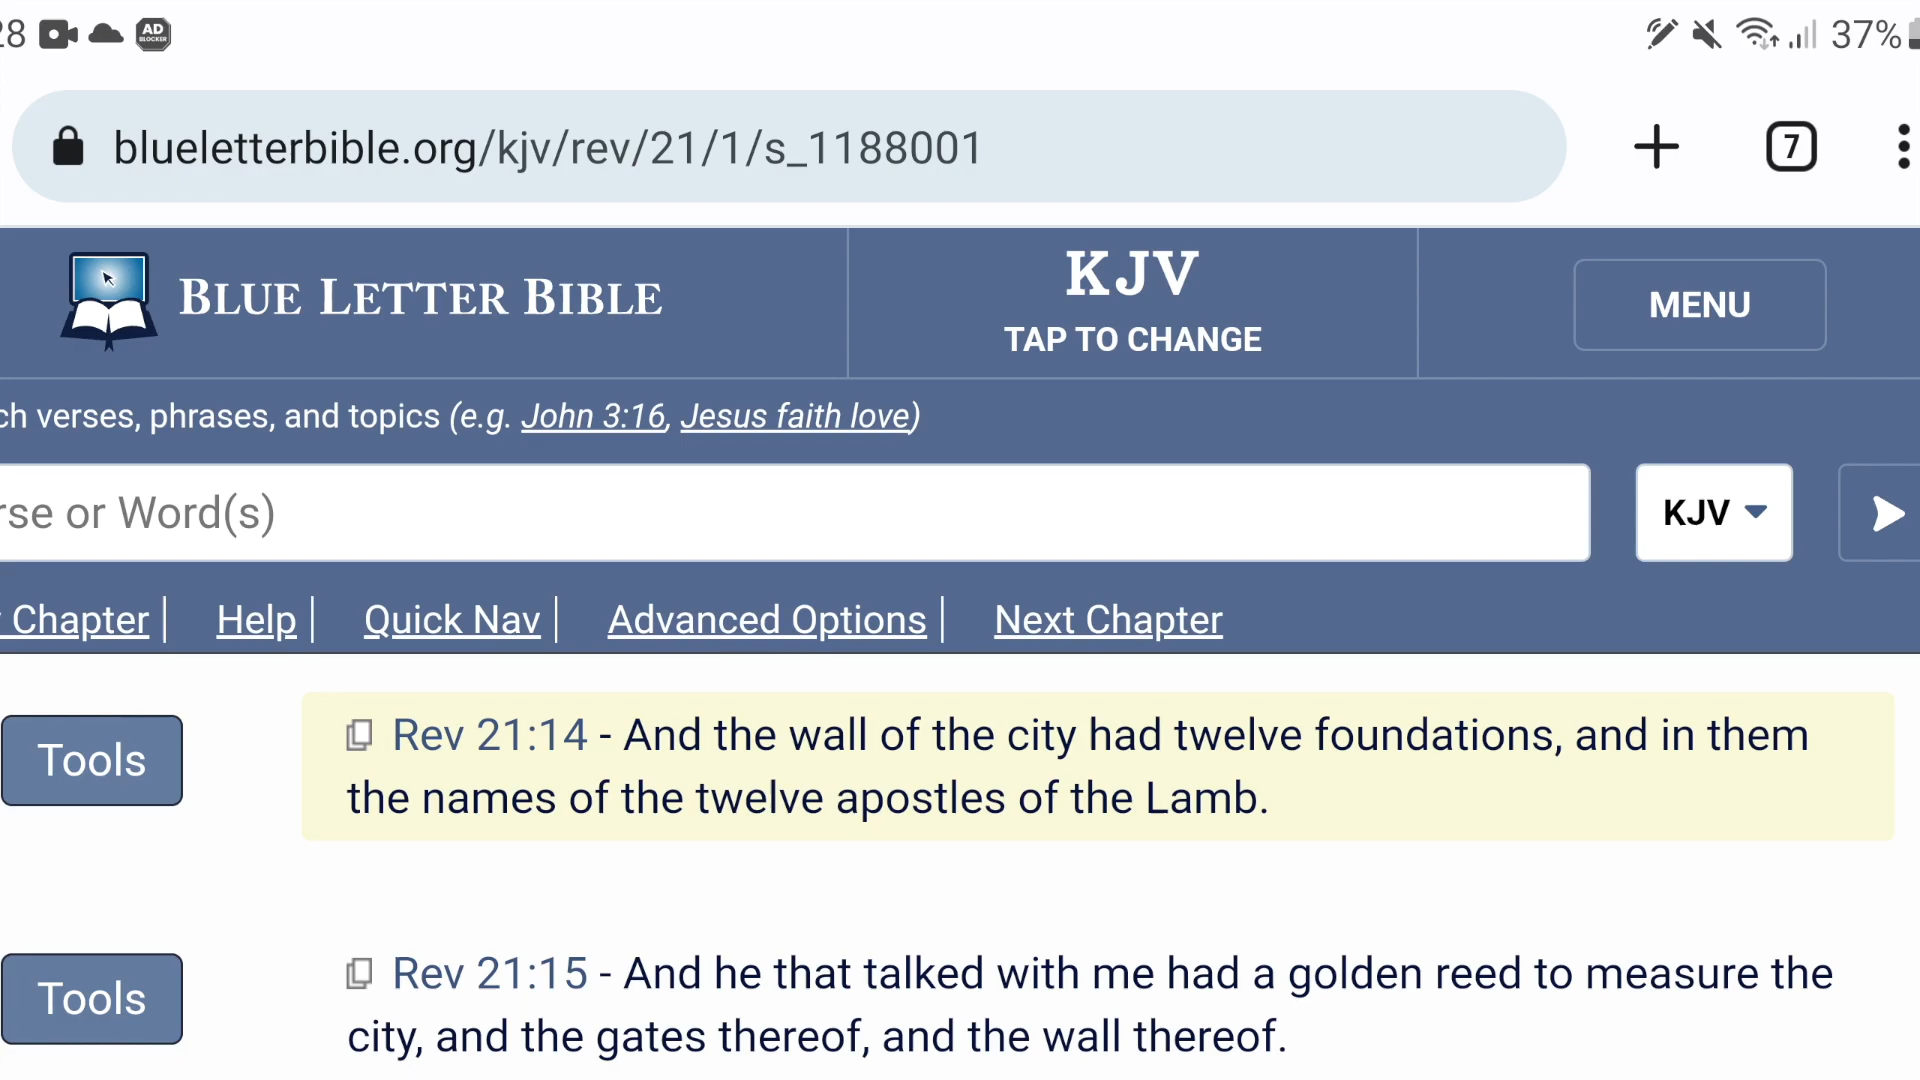 28 AD BLOCKER 37%
blueletterbible.org/kjv/rev/21/1/s_1188001 7
BLUE LETTER BIBLE
KJV
TAP TO CHANGE
MENU
ch verses, phrases, and topics (e.g. John 3:16, Jesus faith love)
rse or Word(s) KJV
Chapter | Help | Quick Nav | Advanced Options | Next Chapter
Tools
Rev 21:14 - And the wall of the city had twelve foundations, and in them
the names of the twelve apostles of the Lamb.
Tools
Rev 21:15 - And he that talked with me had a golden reed to measure the
city, and the gates thereof, and the wall thereof.